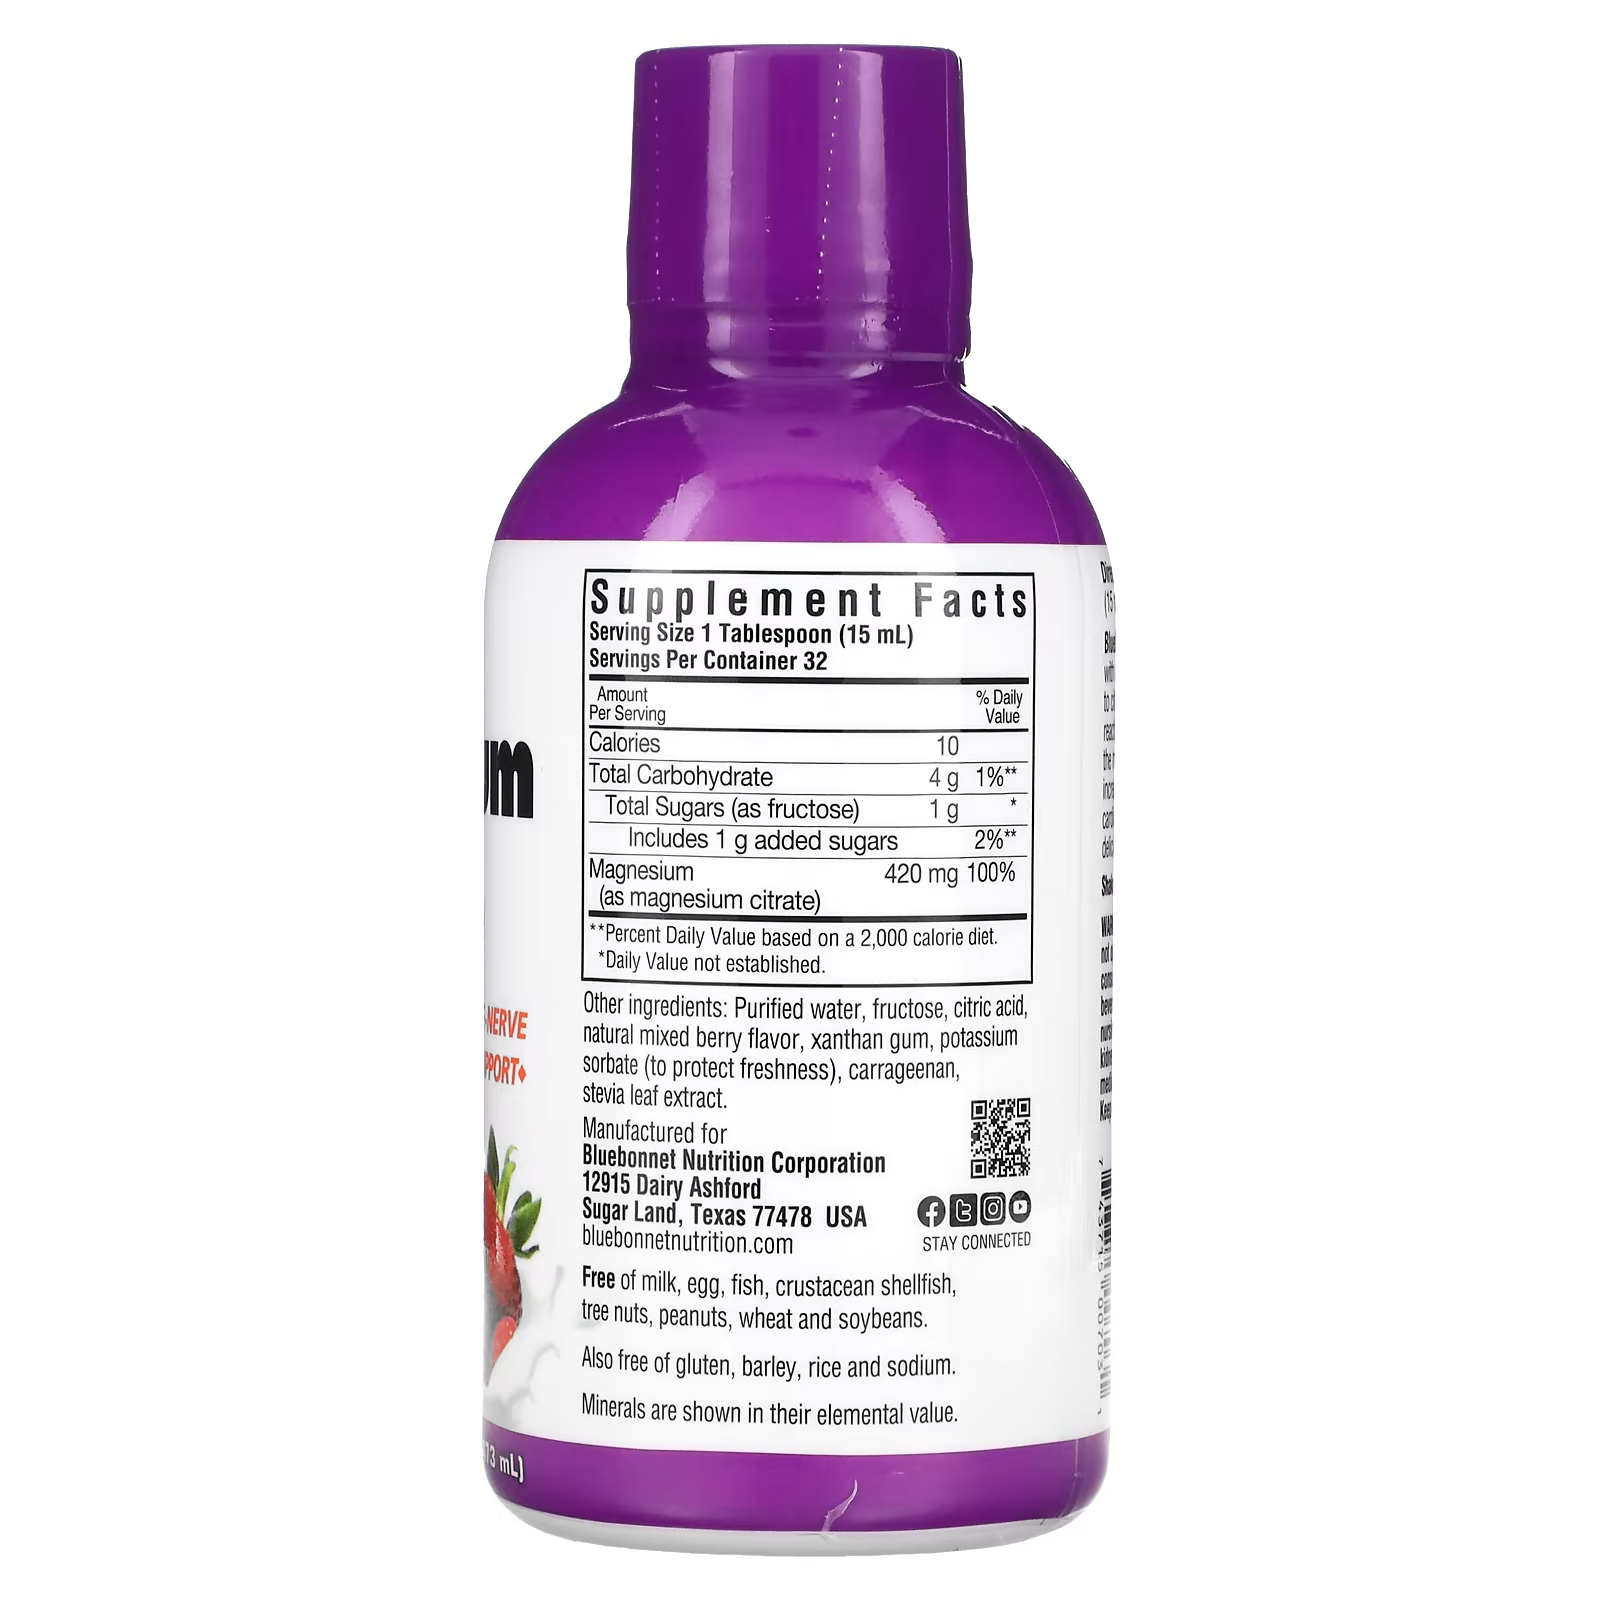 Supplement Facts
Serving Size 1 Tablespoon (15 mL)
Servings Per Container 32
Amount
Per Serving
% Daily
Value
Calories 10
Total Carbohydrate 4 g 1%**
Total Sugars (as fructose) 1 g *
Includes 1 g added sugars 2%**
Magnesium 420 mg 100%
(as magnesium citrate)
**Percent Daily Value based on a 2,000 calorie diet.
*Daily Value not established.
Other ingredients: Purified water, fructose, citric acid,
natural mixed berry flavor, xanthan gum, potassium
sorbate (to protect freshness), carrageenan,
stevia leaf extract.
Manufactured for
Bluebonnet Nutrition Corporation
12915 Dairy Ashford
Sugar Land, Texas 77478 USA
bluebonnetnutrition.com
STAY CONNECTED
Free of milk, egg, fish, crustacean shellfish,
tree nuts, peanuts, wheat and soybeans.
Also free of gluten, barley, rice and sodium.
Minerals are shown in their elemental value.
um
NERVE
PPORT♦
73 mL)
7 43715 00703 1